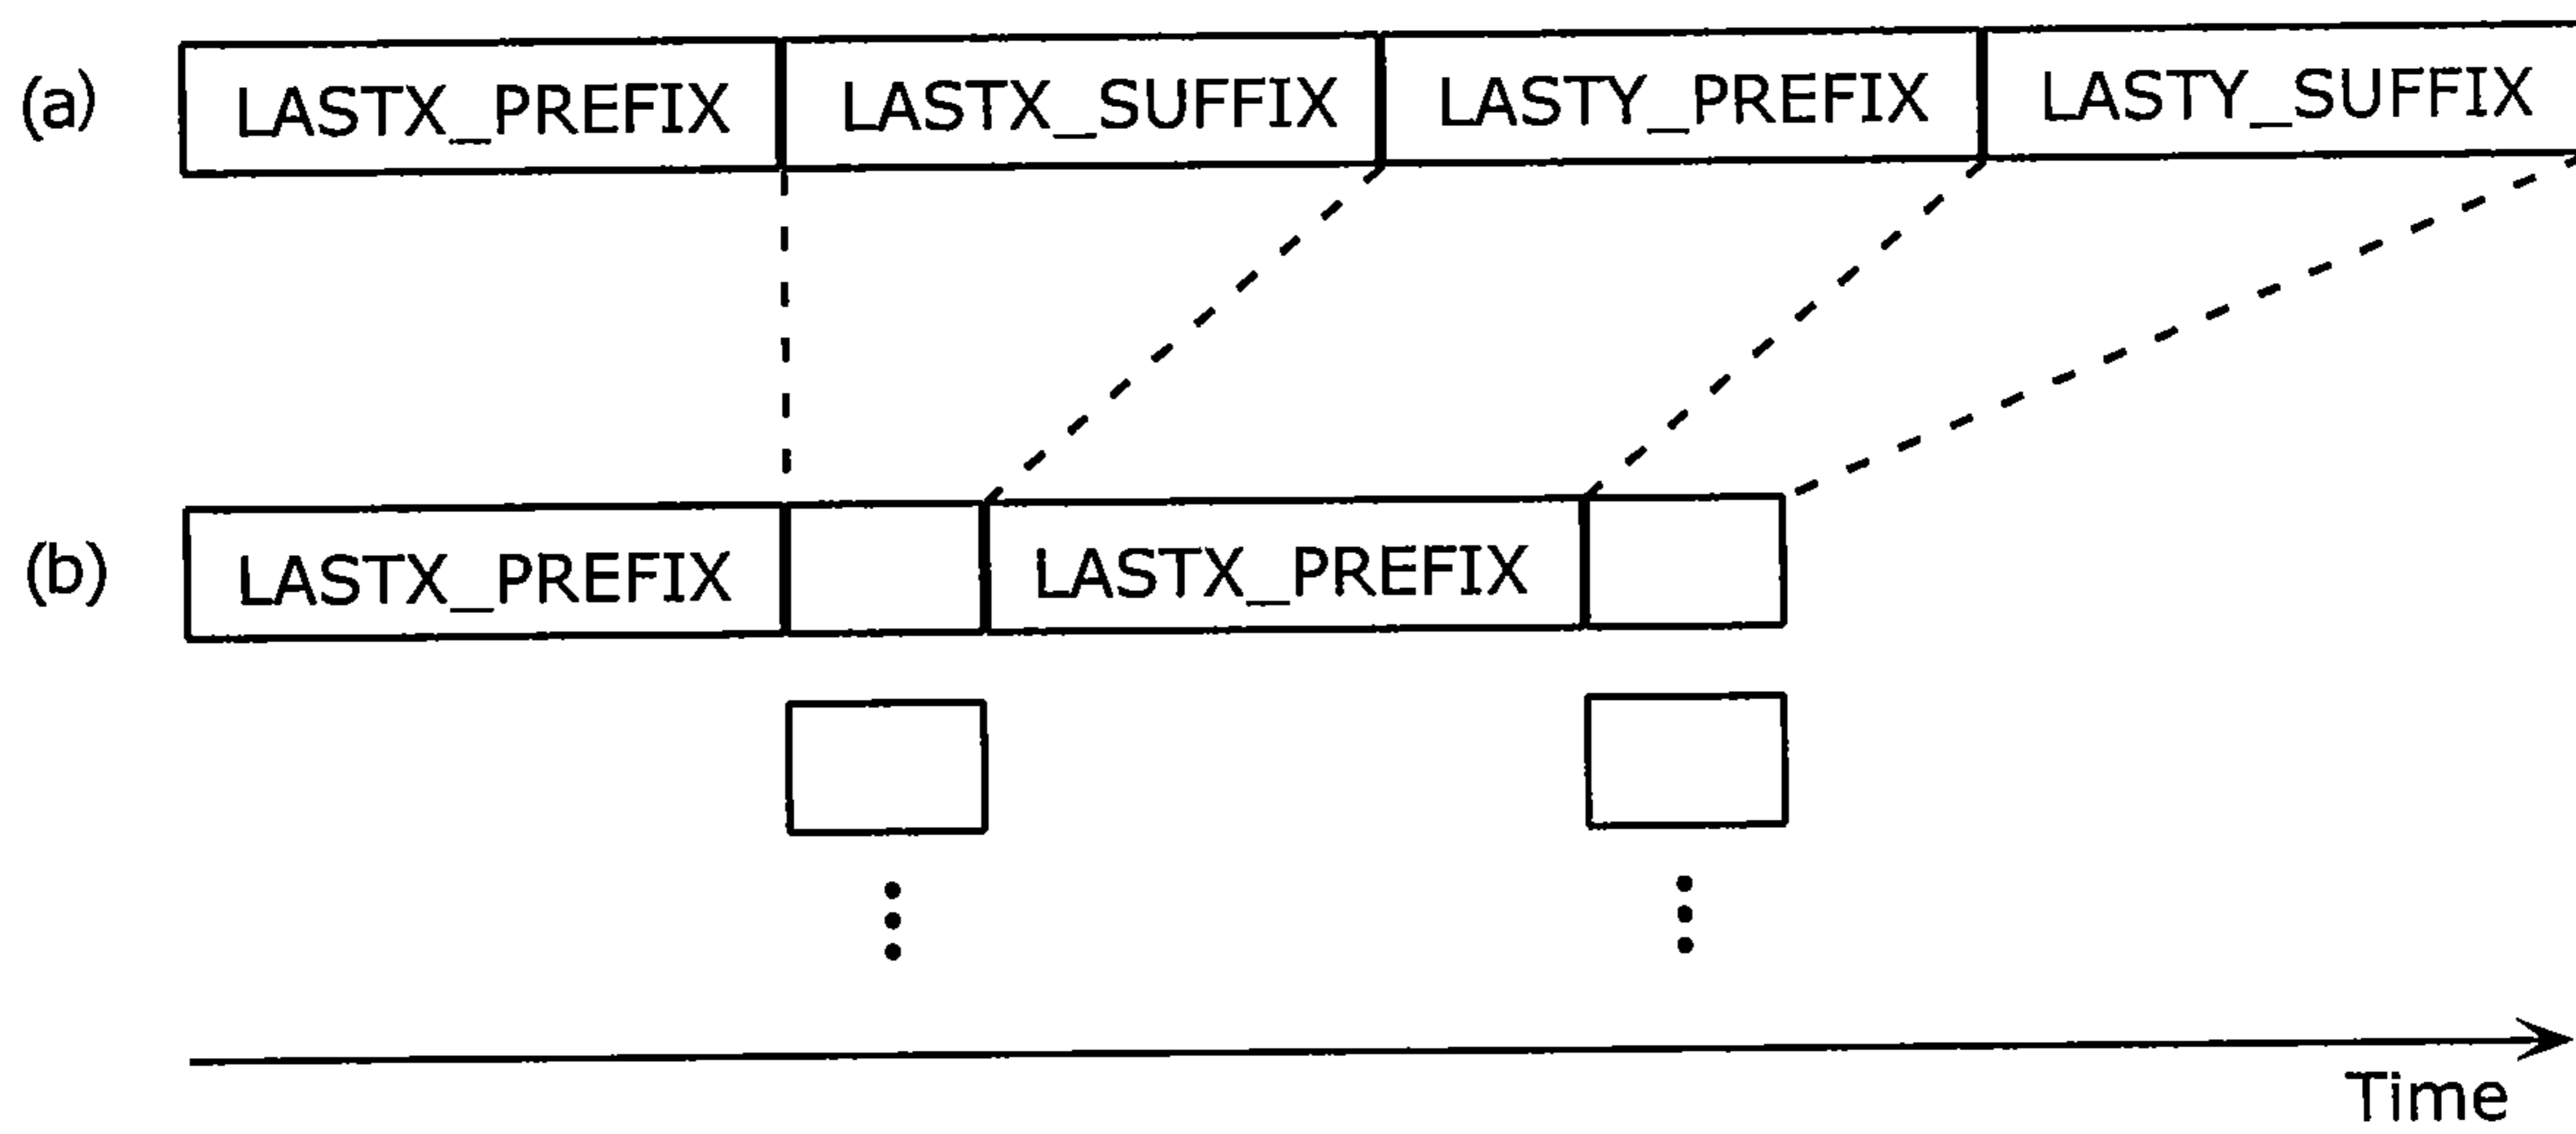 (a) LASTX_PREFIX LASTX_SUFFIX LASTY_PREFIX LASTY_SUFFIX
(b) LASTX_PREFIX LASTX_PREFIX
Time